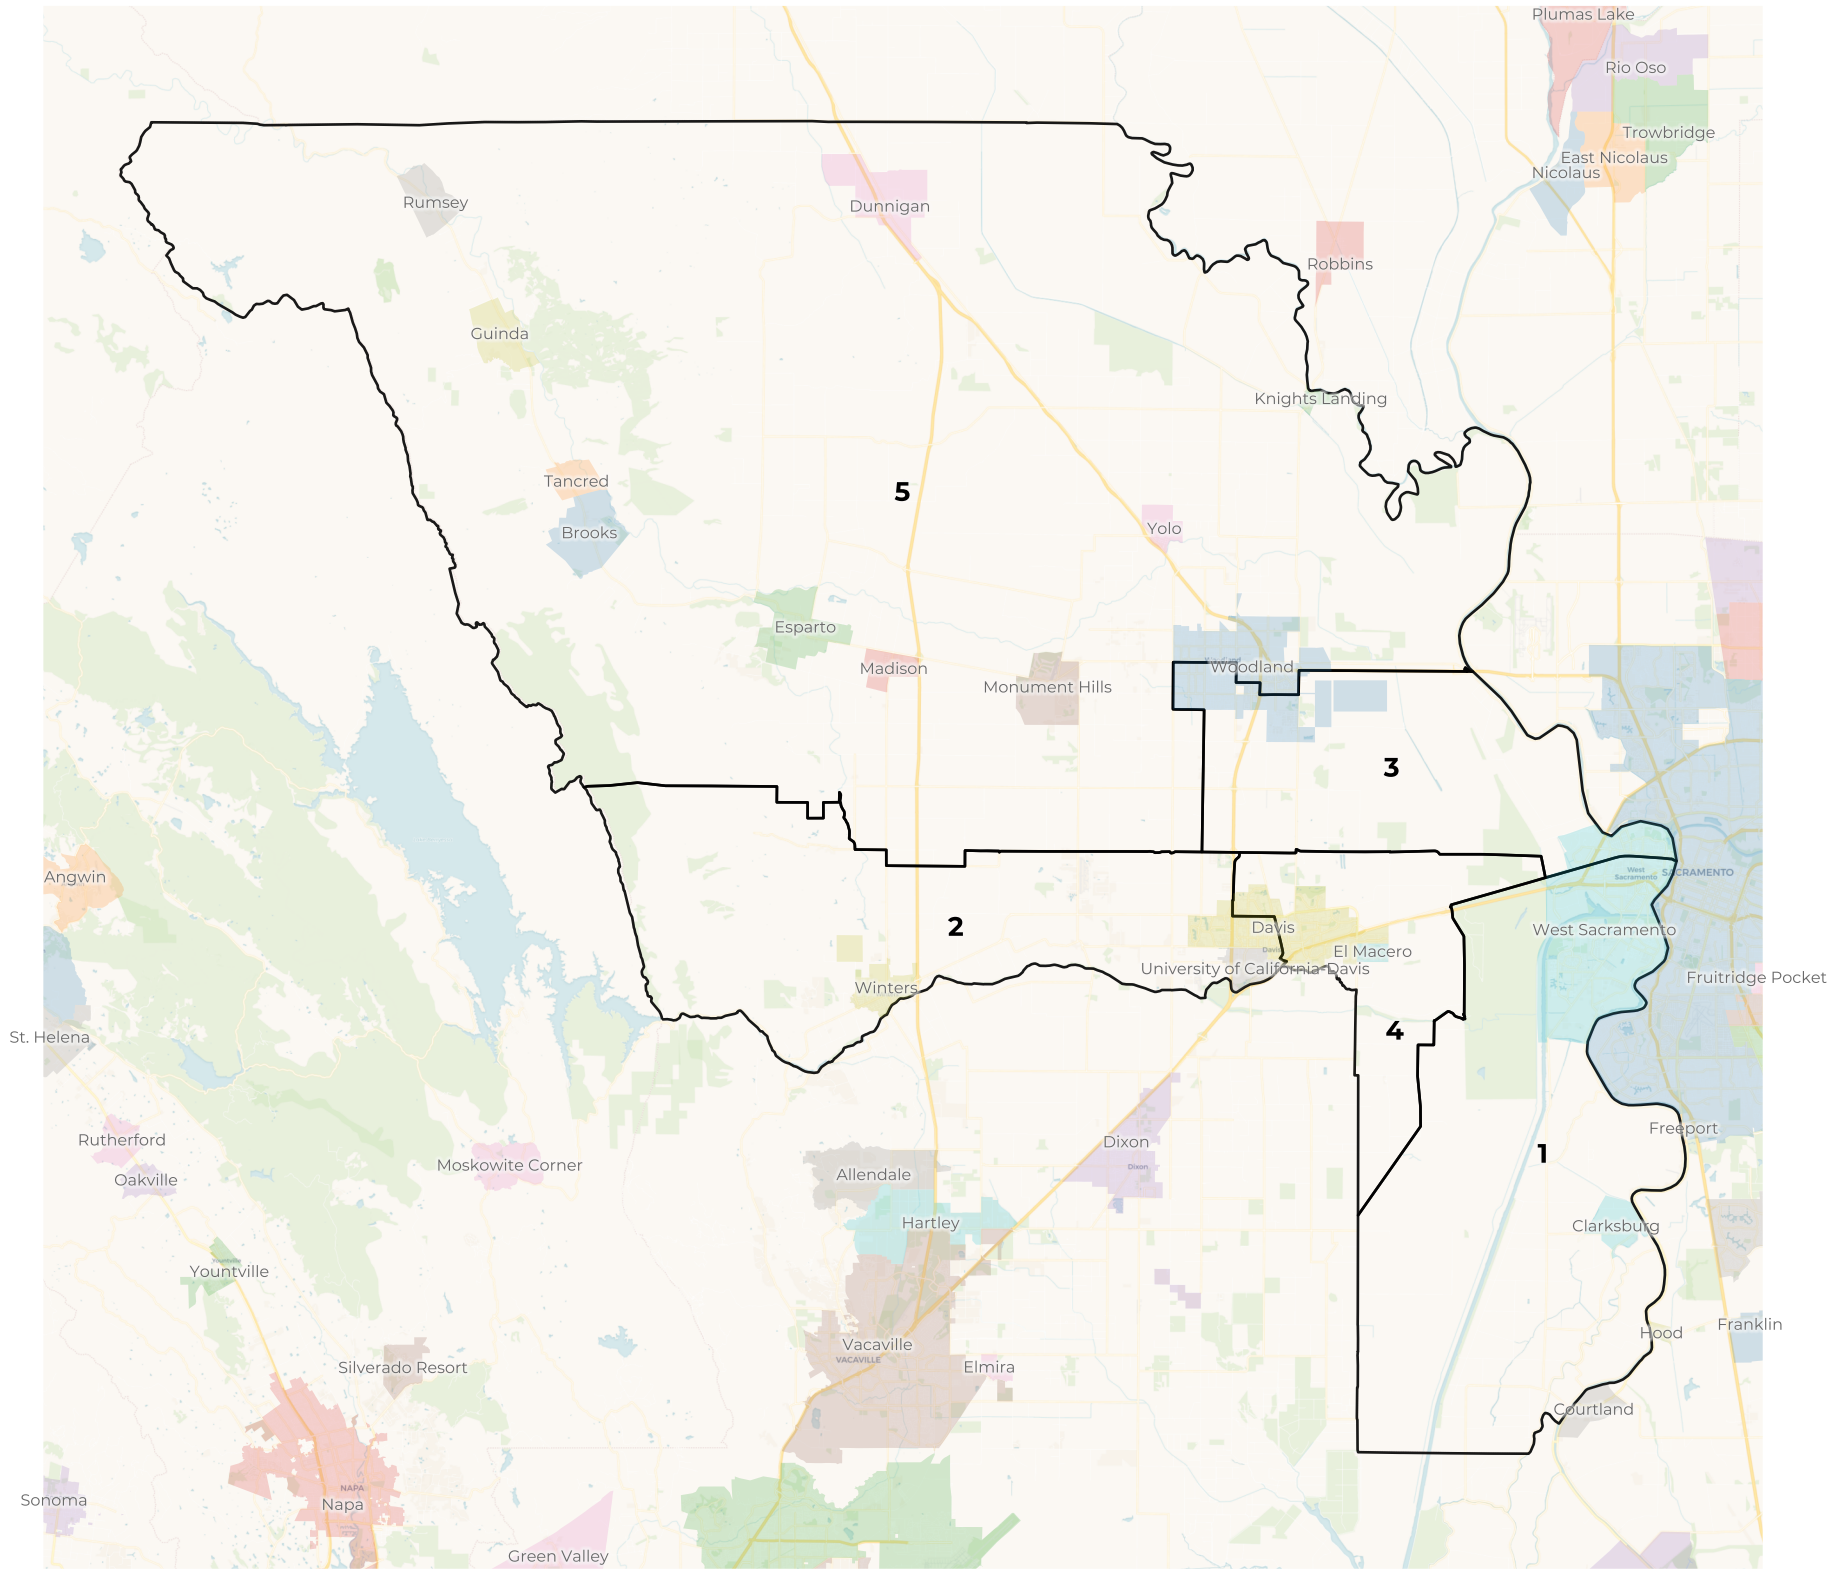 Plumas Lake
Rio Oso
Trowbridge
East Nicolaus
Nicolaus
Rumsey
Dunnigan
Robbins
Guinda
Knights Landing
Tancred
5
Brooks
Yolo
Esparto
Woodland
Madison
Monument Hills
3
Angwin
West
Sacramento
SACRAMENTO
2
Davis
West Sacramento
Davis
El Macero
University of California-Davis
Fruitridge Pocket
Winters
St. Helena
4
Freeport
Rutherford
Dixon
1
Moskowite Corner
Dixon
Allendale
Oakville
Hartley
Clarksburg
Yountville
Hood
Franklin
Vacaville
VACAVILLE
Silverado Resort
Elmira
Courtland
NAPA
Sonoma
Napa
Green Valley